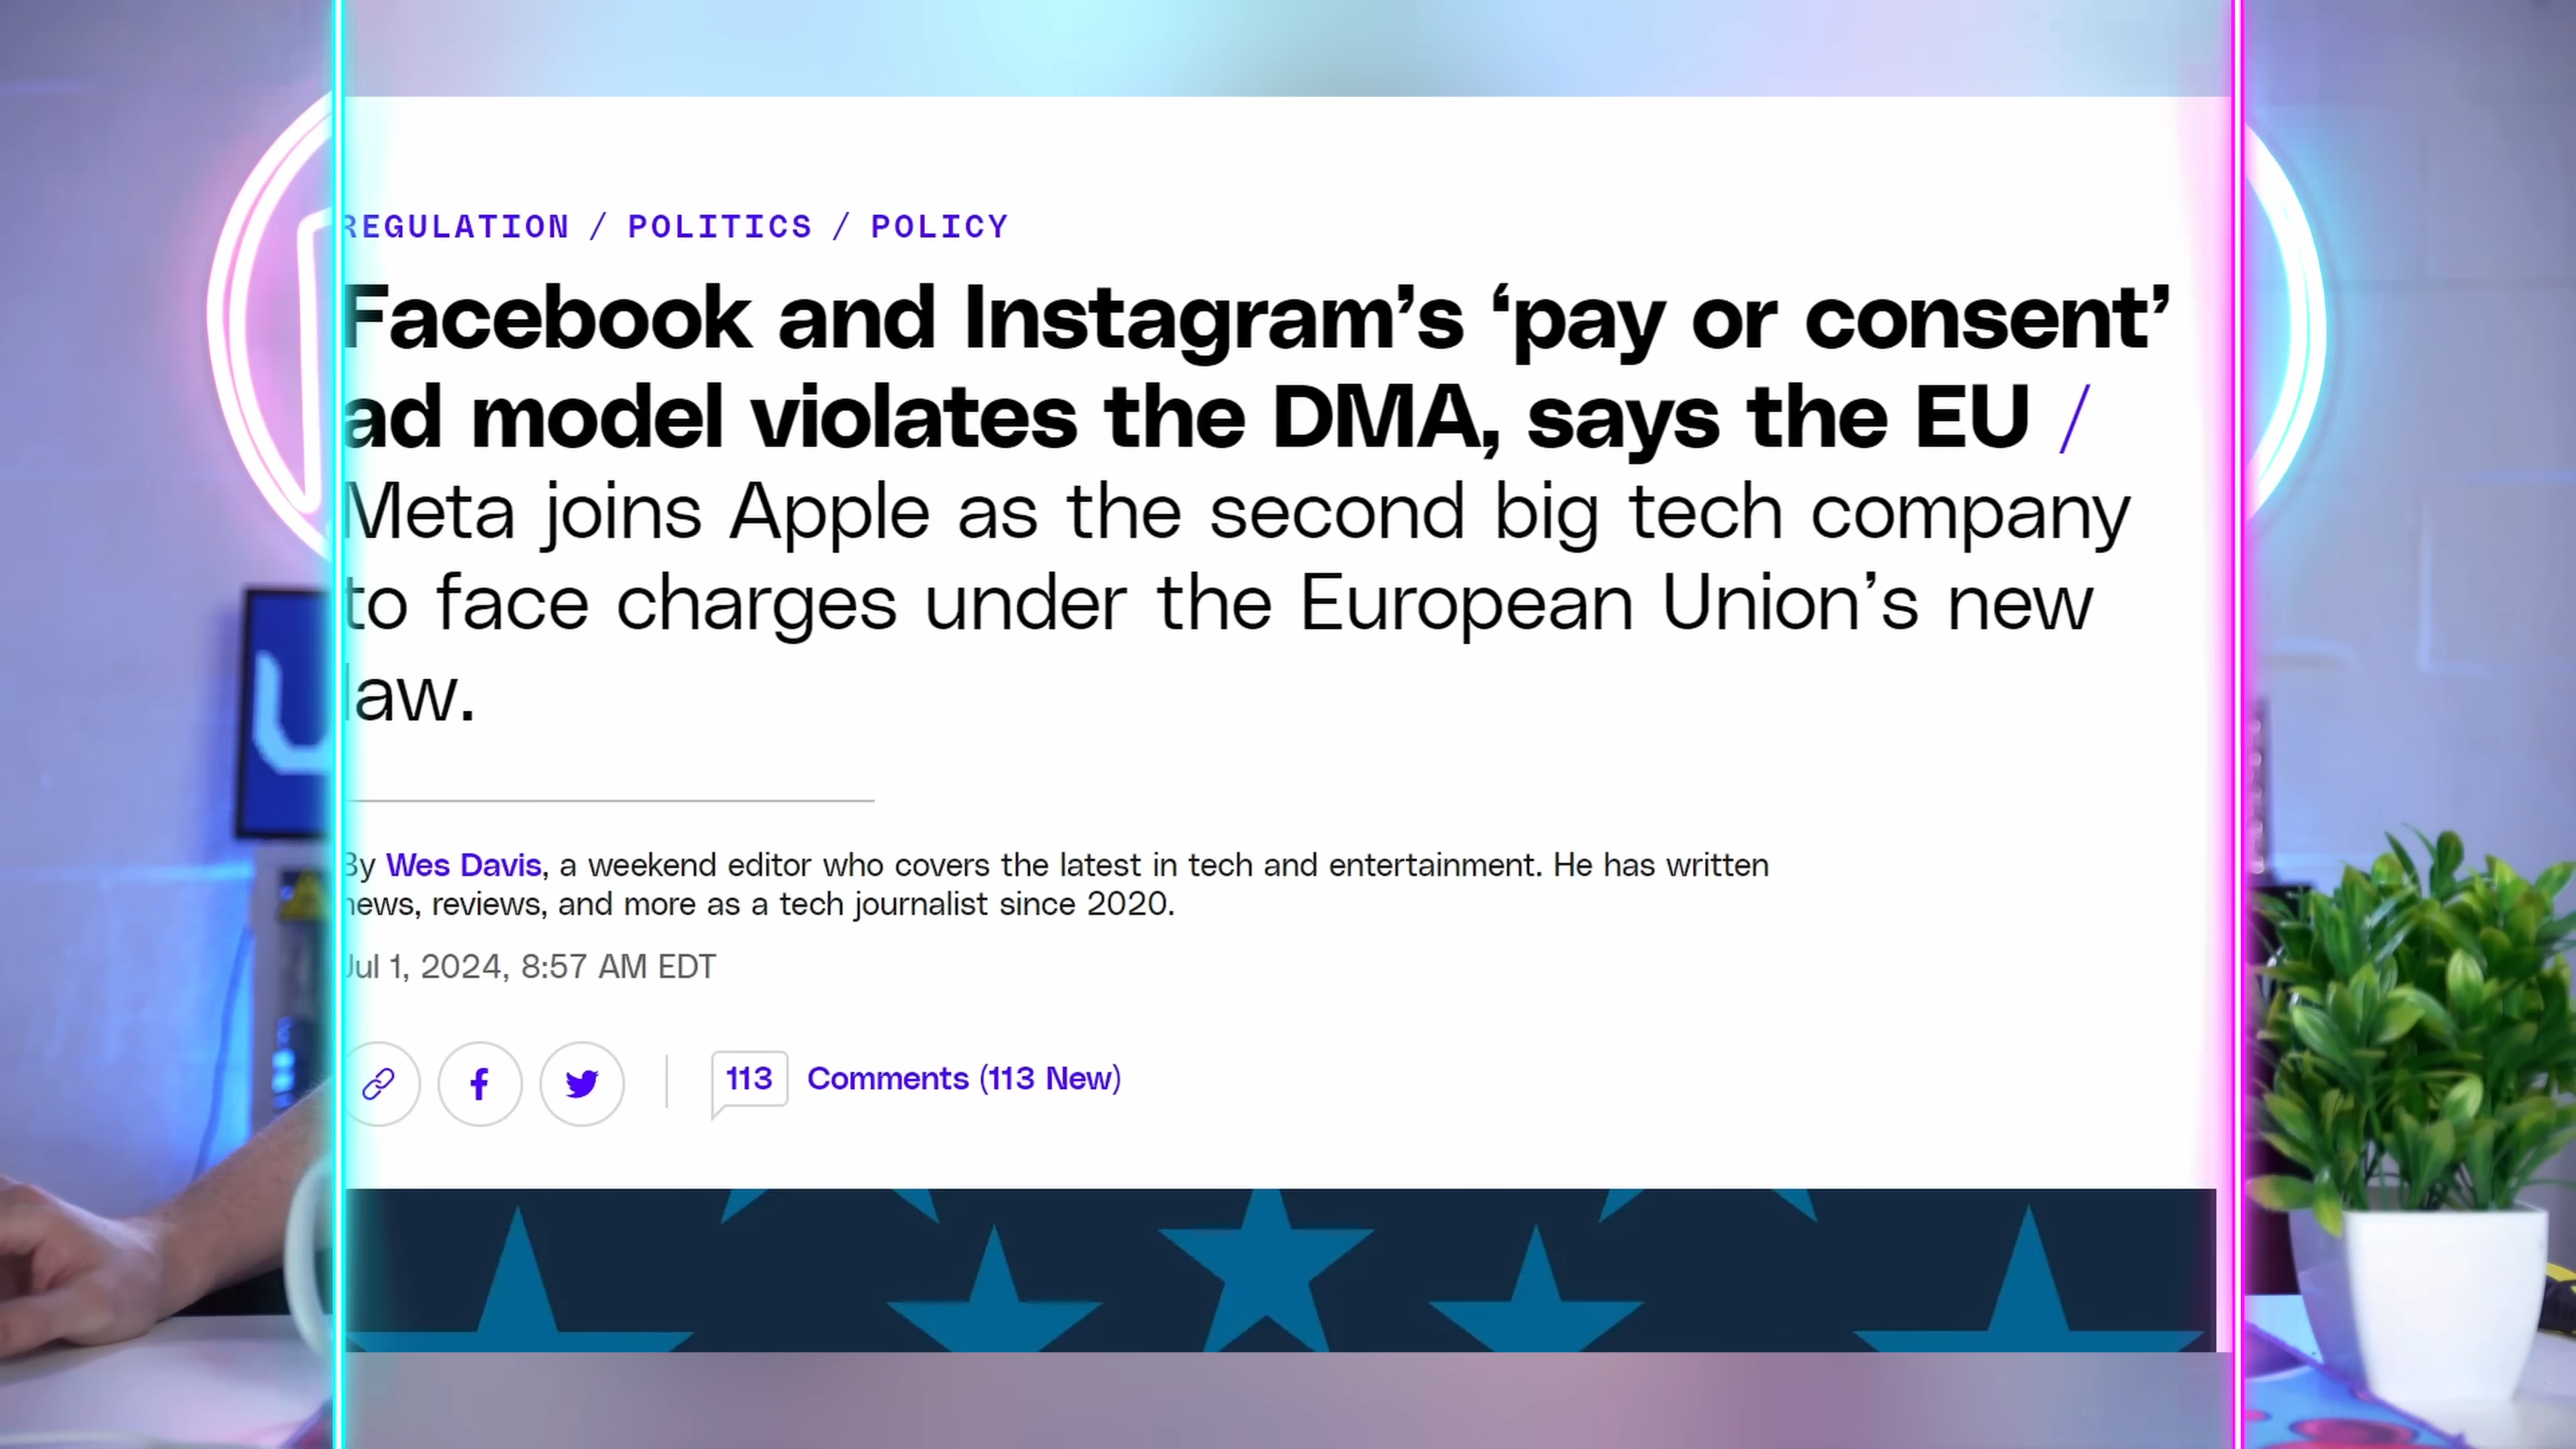 REGULATION / POLITICS / POLICY
Facebook and Instagram’s ‘pay or consent’
ad model violates the DMA, says the EU /
Meta joins Apple as the second big tech company
to face charges under the European Union’s new
law.
By Wes Davis, a weekend editor who covers the latest in tech and entertainment. He has written
news, reviews, and more as a tech journalist since 2020.
Jul 1, 2024, 8:57 AM EDT
113 Comments (113 New)